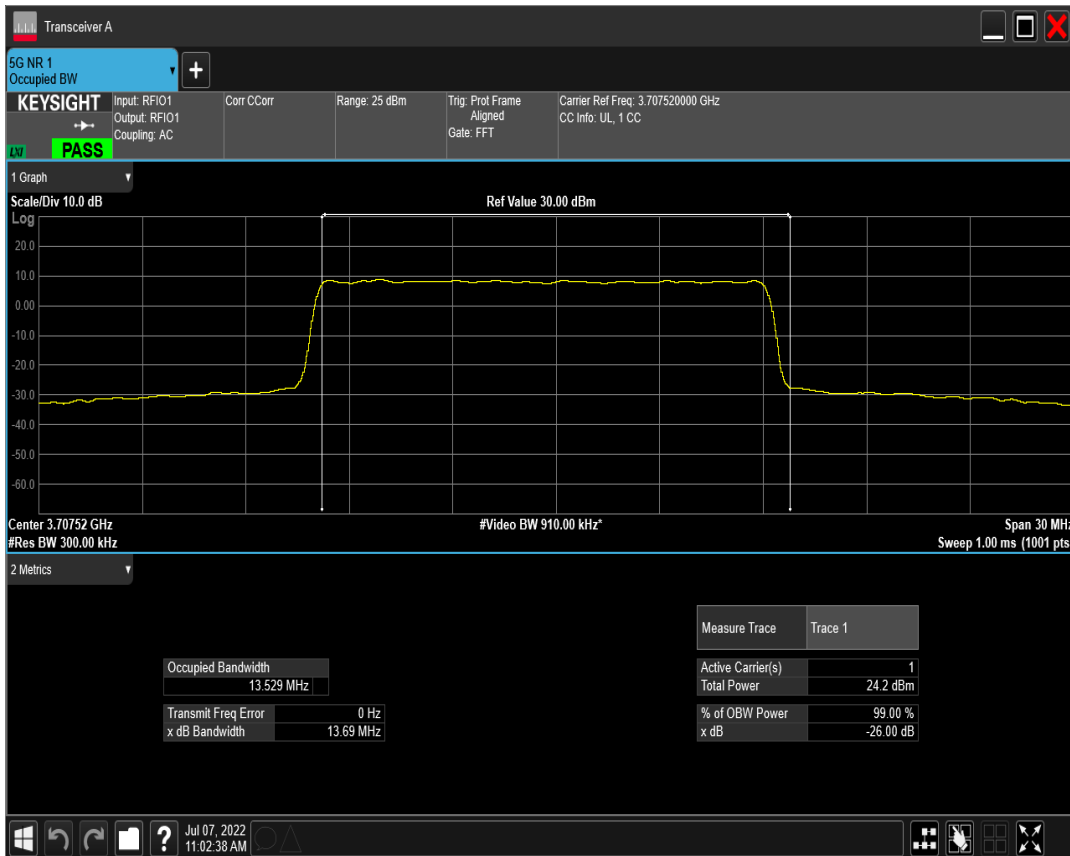 Transceiver A
5G NR 1
Occupied BW
KEYSIGHT
LXI
PASS
Input: RFIO1
Output: RFIO1
Coupling: AC
Corr CCorr
Range: 25 dBm
Trig: Prot Frame
Aligned
Gate: FFT
Carrier Ref Freq: 3.707520000 GHz
CC Info: UL, 1 CC
1 Graph
Scale/Div 10.0 dB
Ref Value 30.00 dBm
Log
20.0
10.0
0.00
-10.0
-20.0
-30.0
-40.0
-50.0
-60.0
Center 3.70752 GHz
#Video BW 910.00 kHz*
Span 30 MHz
#Res BW 300.00 kHz
Sweep 1.00 ms (1001 pts
2 Metrics
Measure Trace Trace 1
Occupied Bandwidth
13.529 MHz
Transmit Freq Error 0 Hz
x dB Bandwidth 13.69 MHz
Active Carrier(s) 1
Total Power 24.2 dBm
% of OBW Power 99.00 %
x dB -26.00 dB
?
Jul 07, 2022
11:02:38 AM